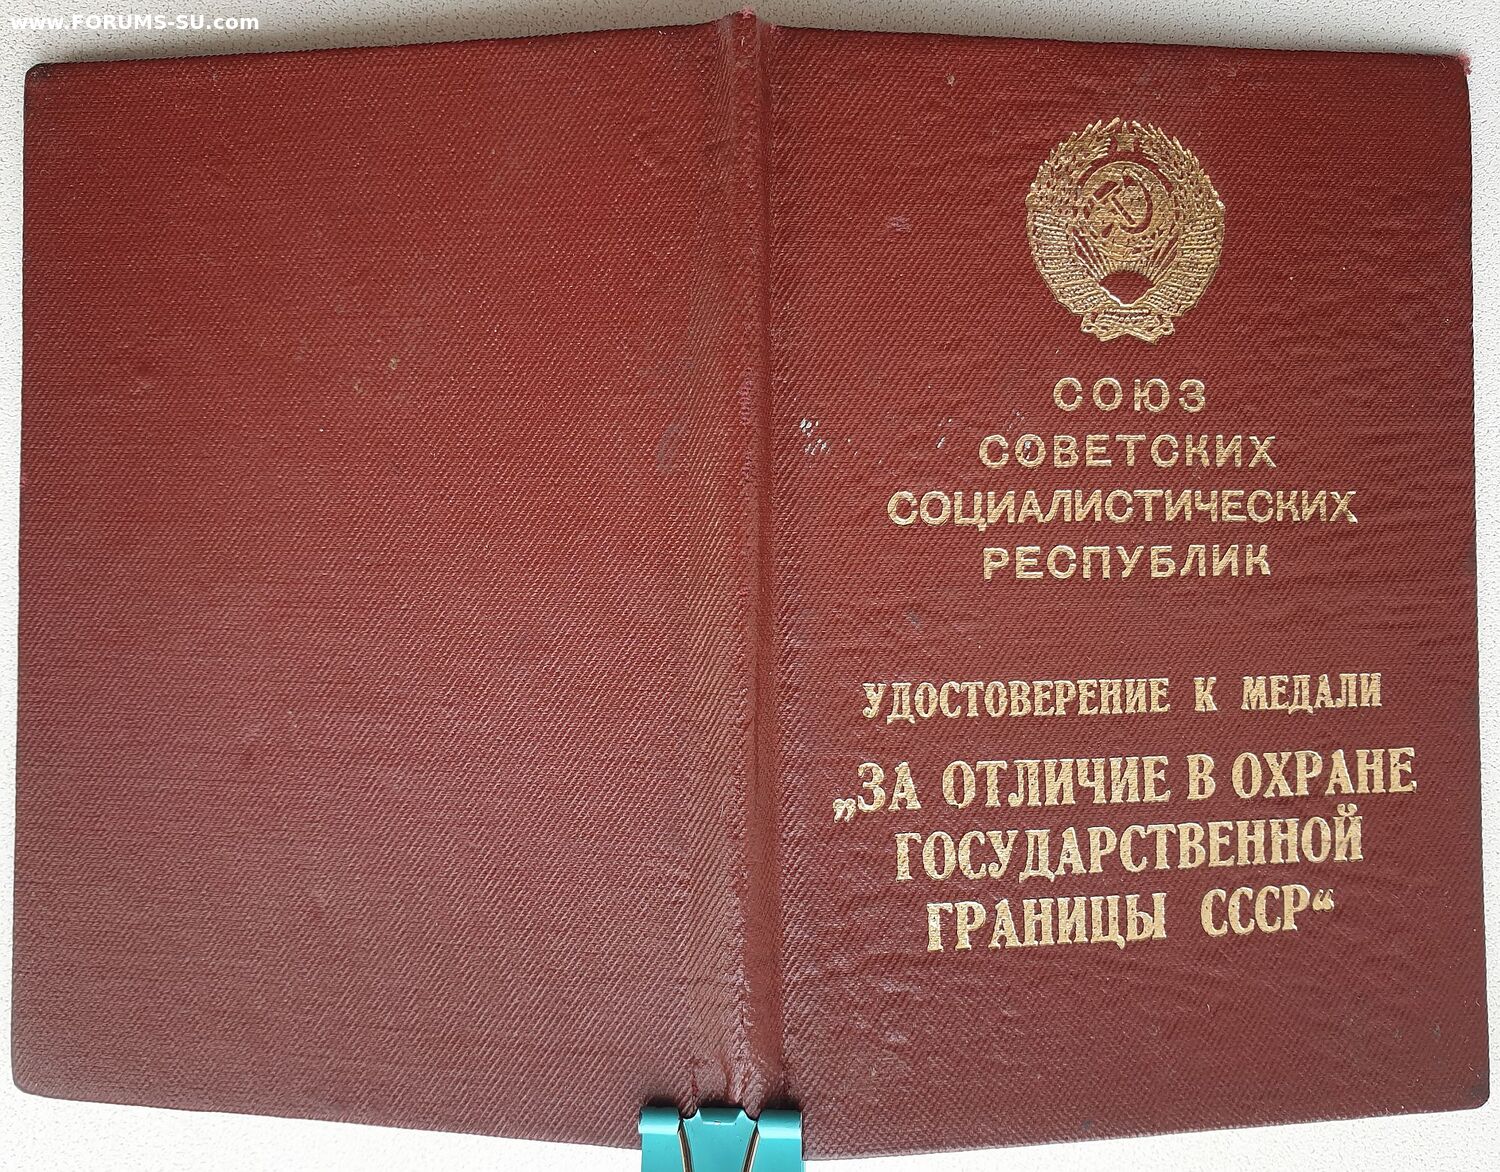 www.FORUMS-SU.com
СОЮЗ
СОВЕТСКИХ
СОЦИАЛИСТИЧЕСКИХ
РЕСПУБЛИК
УДОСТОВЕРЕНИЕ К МЕДАЛИ
„ЗА ОТЛИЧИЕ В ОХРАНЕ
ГОСУДАРСТВЕННОЙ
ГРАНИЦЫ СССР“